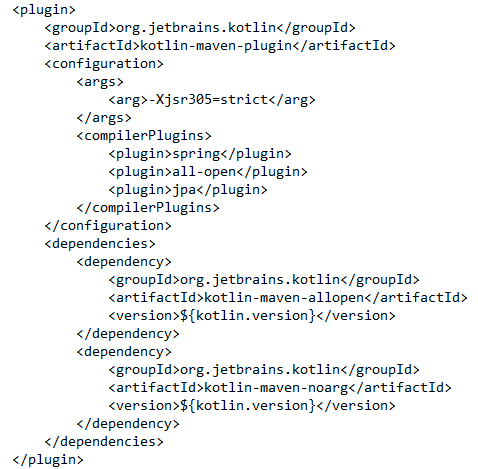 <plugin>
    <groupId>org.jetbrains.kotlin</groupId>
    <artifactId>kotlin-maven-plugin</artifactId>
    <configuration>
        <args>
            <arg>-Xjsr305=strict</arg>
        </args>
        <compilerPlugins>
            <plugin>spring</plugin>
            <plugin>all-open</plugin>
            <plugin>jpa</plugin>
        </compilerPlugins>
    </configuration>
    <dependencies>
        <dependency>
            <groupId>org.jetbrains.kotlin</groupId>
            <artifactId>kotlin-maven-allopen</artifactId>
            <version>${kotlin.version}</version>
        </dependency>
        <dependency>
            <groupId>org.jetbrains.kotlin</groupId>
            <artifactId>kotlin-maven-noarg</artifactId>
            <version>${kotlin.version}</version>
        </dependency>
    </dependencies>
</plugin>